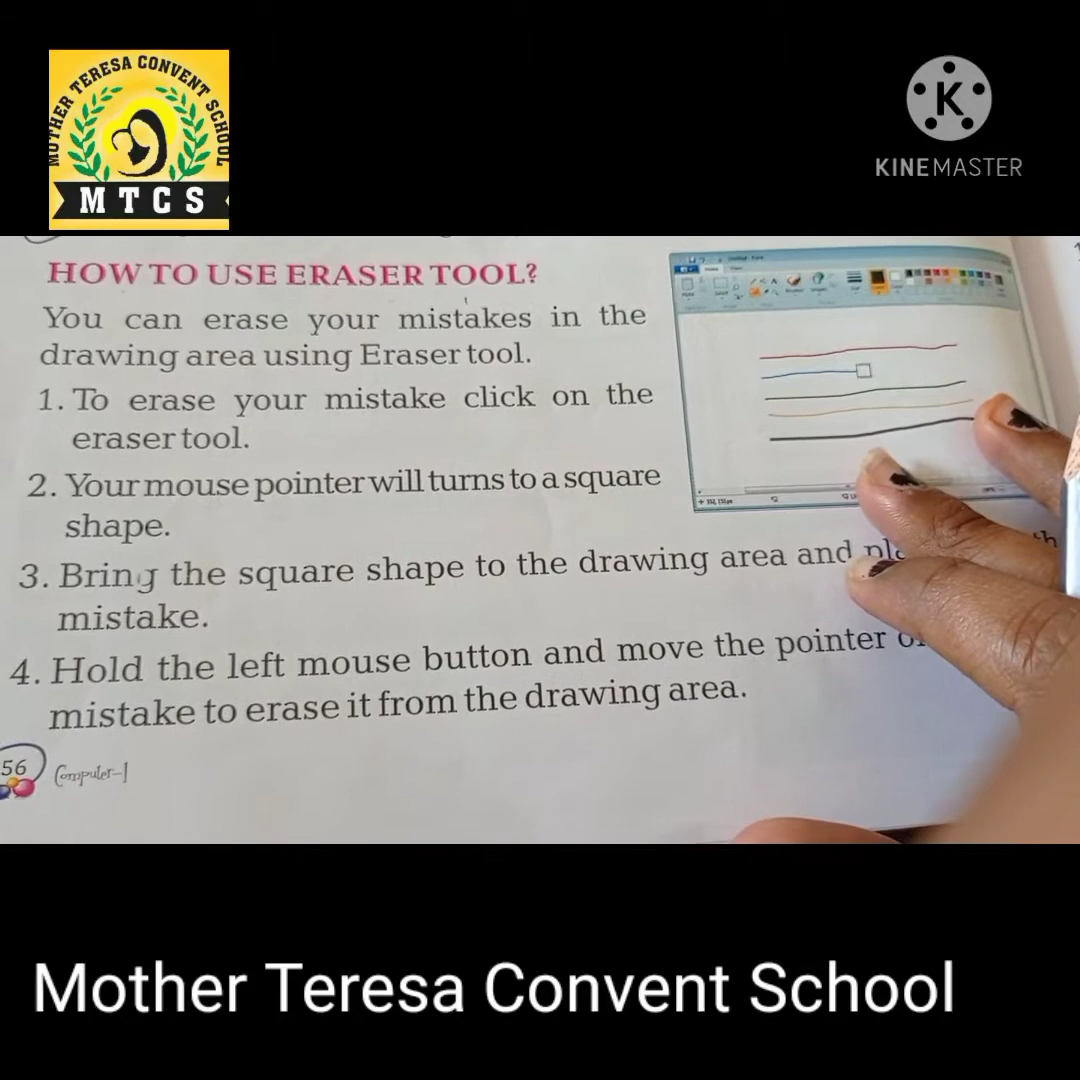 MOTHER TERESA CONVENT SCHOOL
MTCS
K
KINEMASTER
HOW TO USE ERASER TOOL?
You can erase your mistakes in the
drawing area using Eraser tool.
1. To erase your mistake click on the
eraser tool.
2. Your mouse pointer will turns to a square
shape.
3. Bring the square shape to the drawing area and
mistake.
4. Hold the left mouse button and move the pointer
mistake to erase it from the drawing area.
56
Computer-1
Mother Teresa Convent School